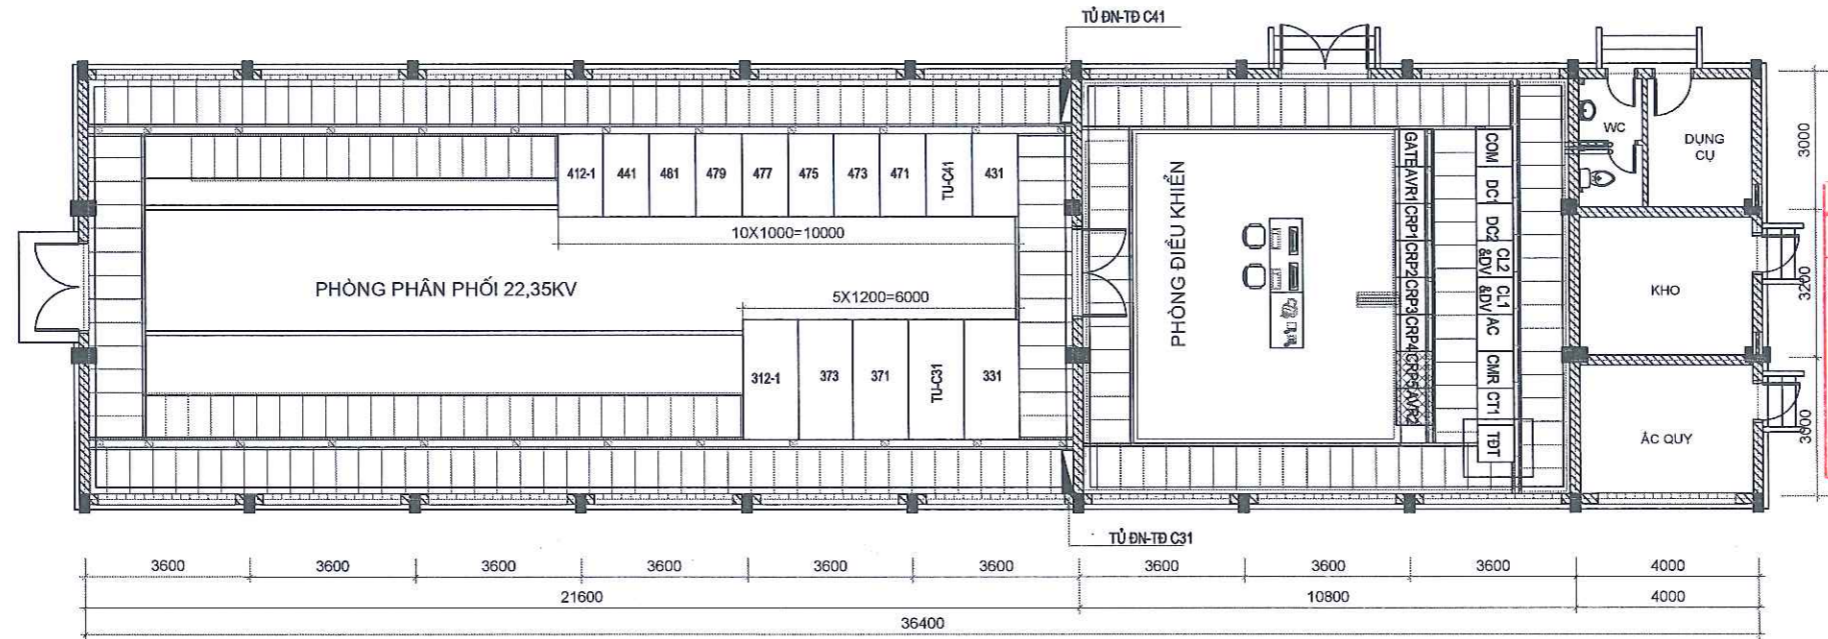 TỦ ĐN-TĐ C41
412-1
441
481
479
477
475
473
471
TU-C41
431
10X1000=10000
PHÒNG PHÂN PHỐI 22,35KV
5X1200=6000
312-1
373
371
TU-C31
331
PHÒNG ĐIỀU KHIỂN
GATE
AVR1
CRP1
CRP2
CRP3
CRP4
CRP5
AVR2
COM
DC1
DC2
CL2
&DV
CL1
&DV
AC
CMR
CT1
TĐT
WC
DỤNG
CỤ
KHO
ẮC QUY
3000
3200
3000
TỦ ĐN-TĐ C31
3600 3600 3600 3600 3600 3600 3600 3600 3600 4000
21600 10800 4000
36400